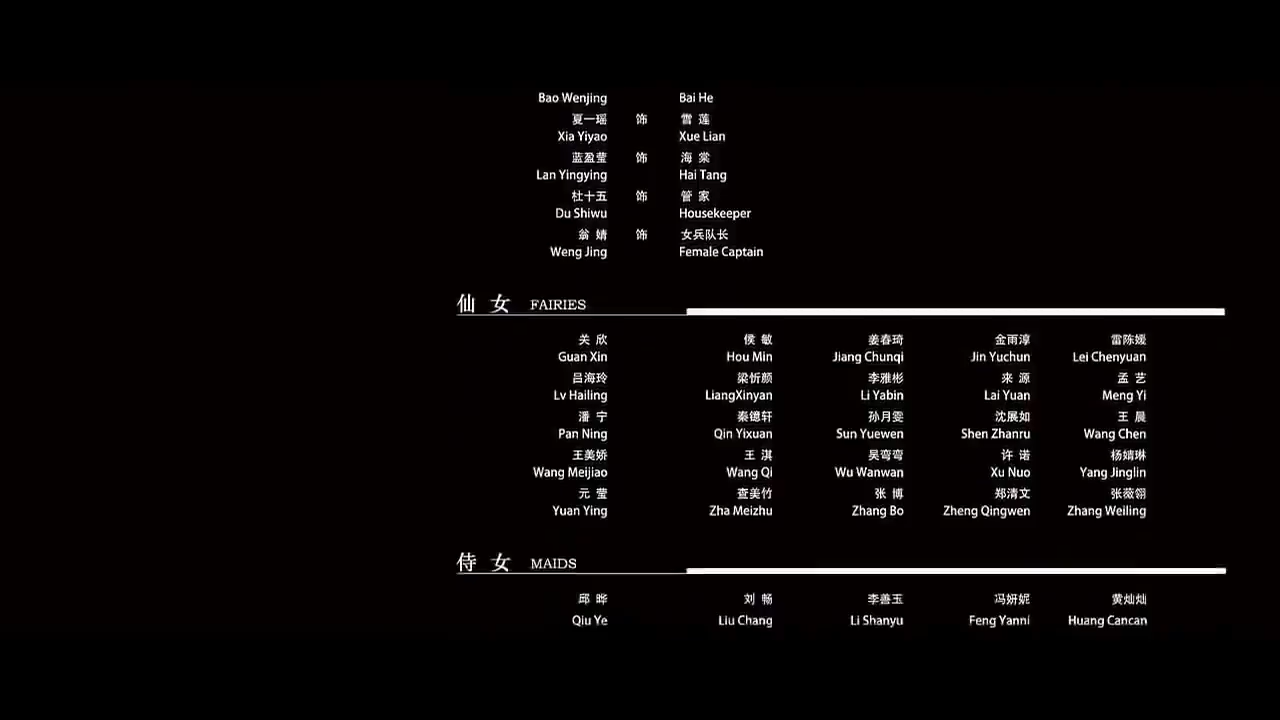 Bao Wenjing Bai He
夏一瑶 饰 雪 莲
Xia Yiyao Xue Lian
蓝盈莹 饰 海 棠
Lan Yingying Hai Tang
杜十五 饰 管 家
Du Shiwu Housekeeper
翁 婧 饰 女兵队长
Weng Jing Female Captain
仙 女 FAIRIES
关 欣 侯 敏 姜春琦 金雨淳 雷陈媛
Guan Xin Hou Min Jiang Chunqi Jin Yuchun Lei Chenyuan
吕海玲 梁忻颜 李雅彬 来 源 孟 艺
Lv Hailing LiangXinyan Li Yabin Lai Yuan Meng Yi
潘 宁 秦镱轩 孙月雯 沈展如 王 晨
Pan Ning Qin Yixuan Sun Yuewen Shen Zhanru Wang Chen
王美娇 王 淇 吴弯弯 许 诺 杨婧琳
Wang Meijiao Wang Qi Wu Wanwan Xu Nuo Yang Jinglin
元 莹 查美竹 张 博 郑清文 张薇翎
Yuan Ying Zha Meizhu Zhang Bo Zheng Qingwen Zhang Weiling
侍 女 MAIDS
邱 晔 刘 畅 李善玉 冯妍妮 黄灿灿
Qiu Ye Liu Chang Li Shanyu Feng Yanni Huang Cancan